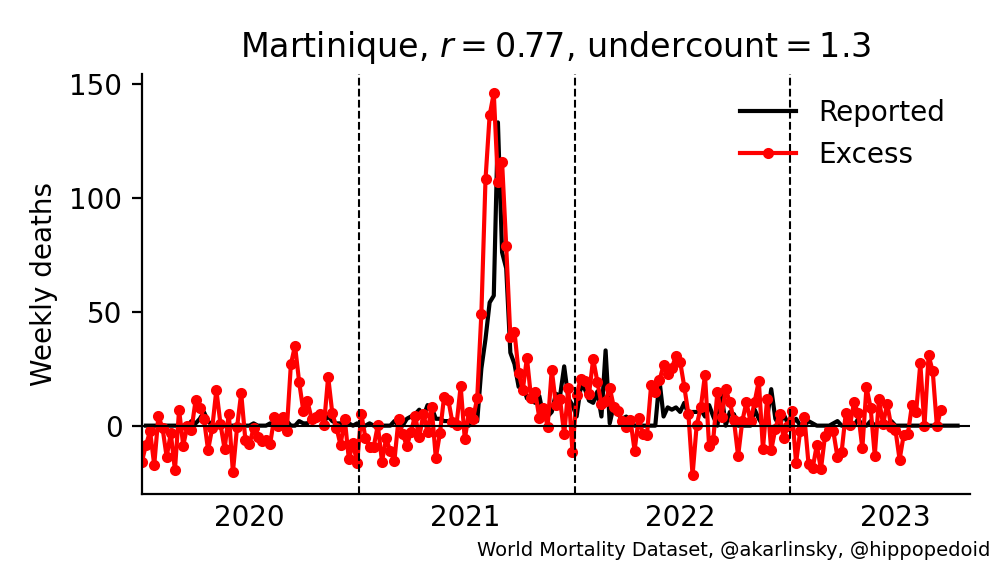 Martinique, r = 0.77, undercount = 1.3
150
100
50
0
Weekly deaths
Reported
Excess
2020
2021
2022
2023
World Mortality Dataset, @akarlinsky, @hippopedoid